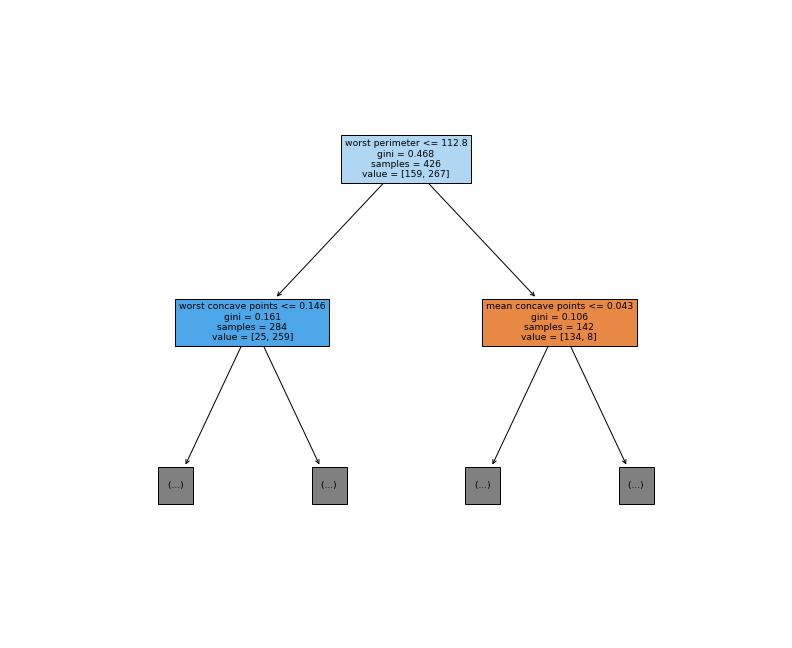 worst perimeter <= 112.8
gini = 0.468
samples = 426
value = [159, 267]
worst concave points <= 0.146
gini = 0.161
samples = 284
value = [25, 259]
mean concave points <= 0.043
gini = 0.106
samples = 142
value = [134, 8]
(...)
(...)
(...)
(...)